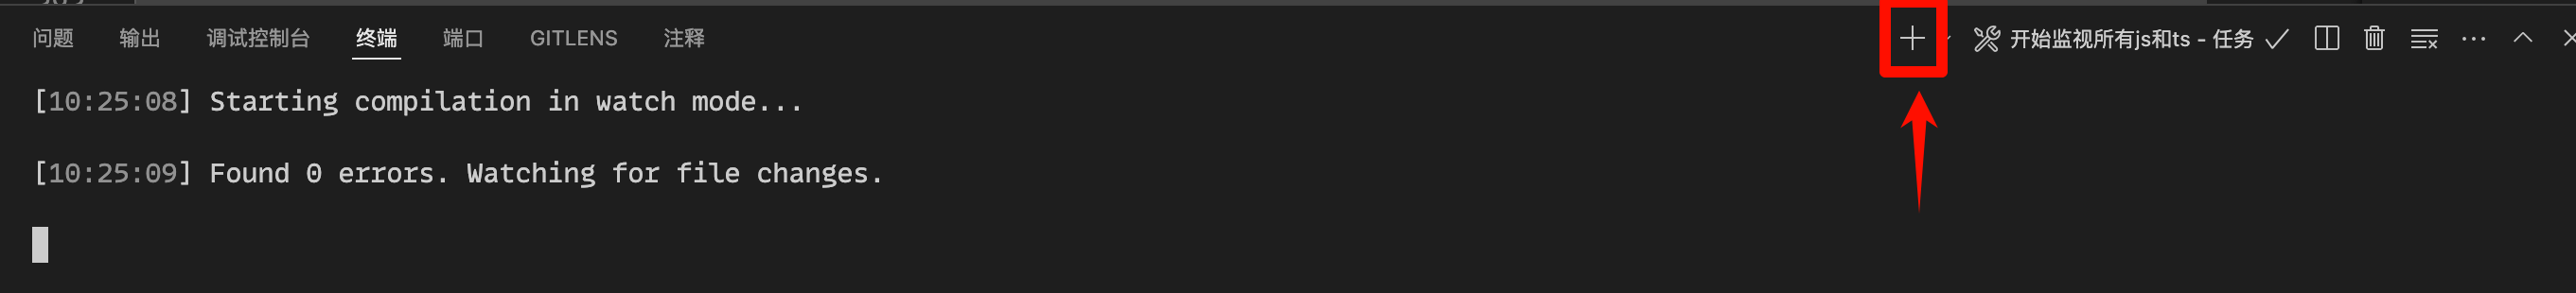 问题 输出 调试控制台 终端 端口 GITLENS 注释 开始监视所有js和ts - 任务
[10:25:08] Starting compilation in watch mode...
[10:25:09] Found 0 errors. Watching for file changes.